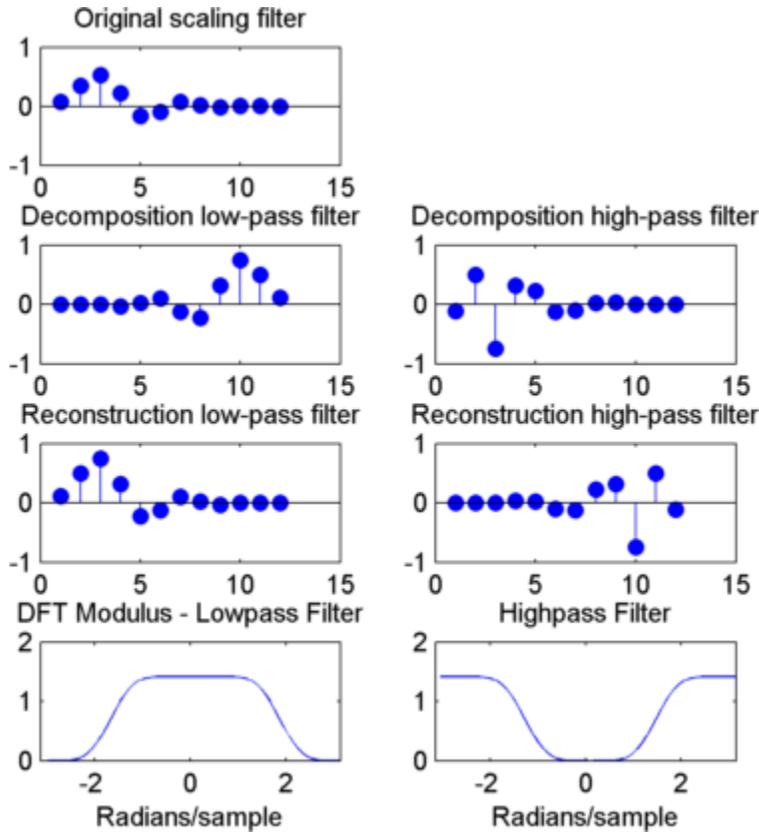 Original scaling filter
1
0
-1
0 5 10 15
Decomposition low-pass filter
1
0
-1
0 5 10 15
Decomposition high-pass filter
1
0
-1
0 5 10 15
Reconstruction low-pass filter
1
0
-1
0 5 10 15
Reconstruction high-pass filter
1
0
-1
0 5 10 15
DFT Modulus - Lowpass Filter
2
1
0
-2 0 2
Radians/sample
Highpass Filter
2
1
0
-2 0 2
Radians/sample